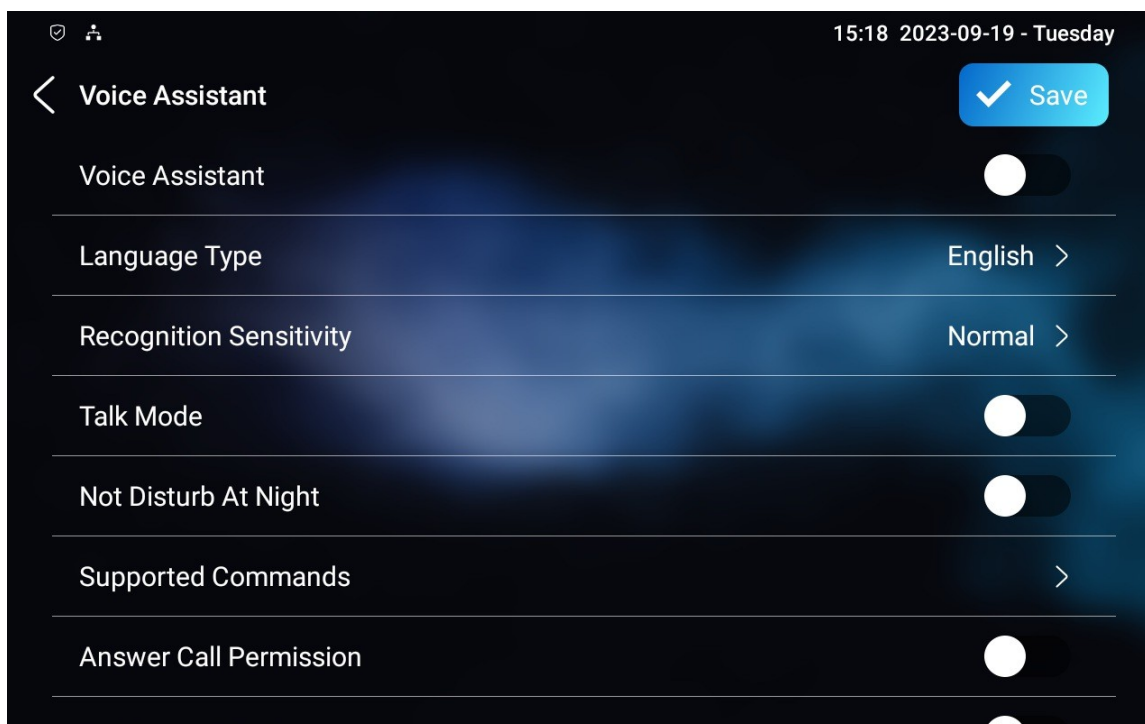 15:18 2023-09-19 - Tuesday
Voice Assistant
Save
Voice Assistant
Language Type English
Recognition Sensitivity Normal
Talk Mode
Not Disturb At Night
Supported Commands
Answer Call Permission